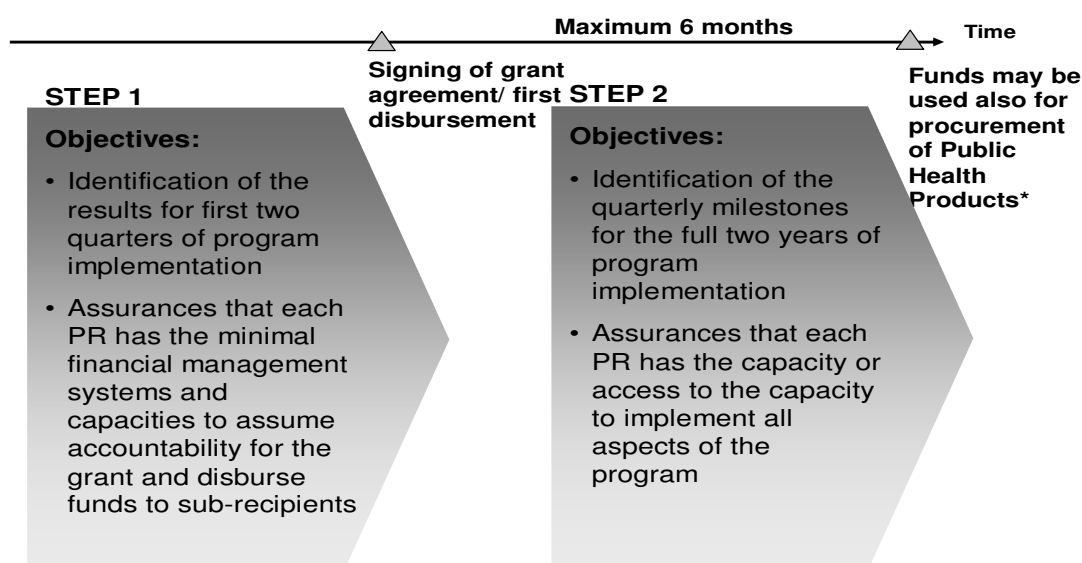 Maximum 6 months
Time
Signing of grant
agreement/ first
disbursement
Funds may be
used also for
procurement
of Public
Health
Products*
STEP 1
Objectives:
• Identification of the
results for first two
quarters of program
implementation
• Assurances that each
PR has the minimal
financial management
systems and
capacities to assume
accountability for the
grant and disburse
funds to sub-recipients
STEP 2
Objectives:
• Identification of the
quarterly milestones
for the full two years of
program
implementation
• Assurances that each
PR has the capacity or
access to the capacity
to implement all
aspects of the
program